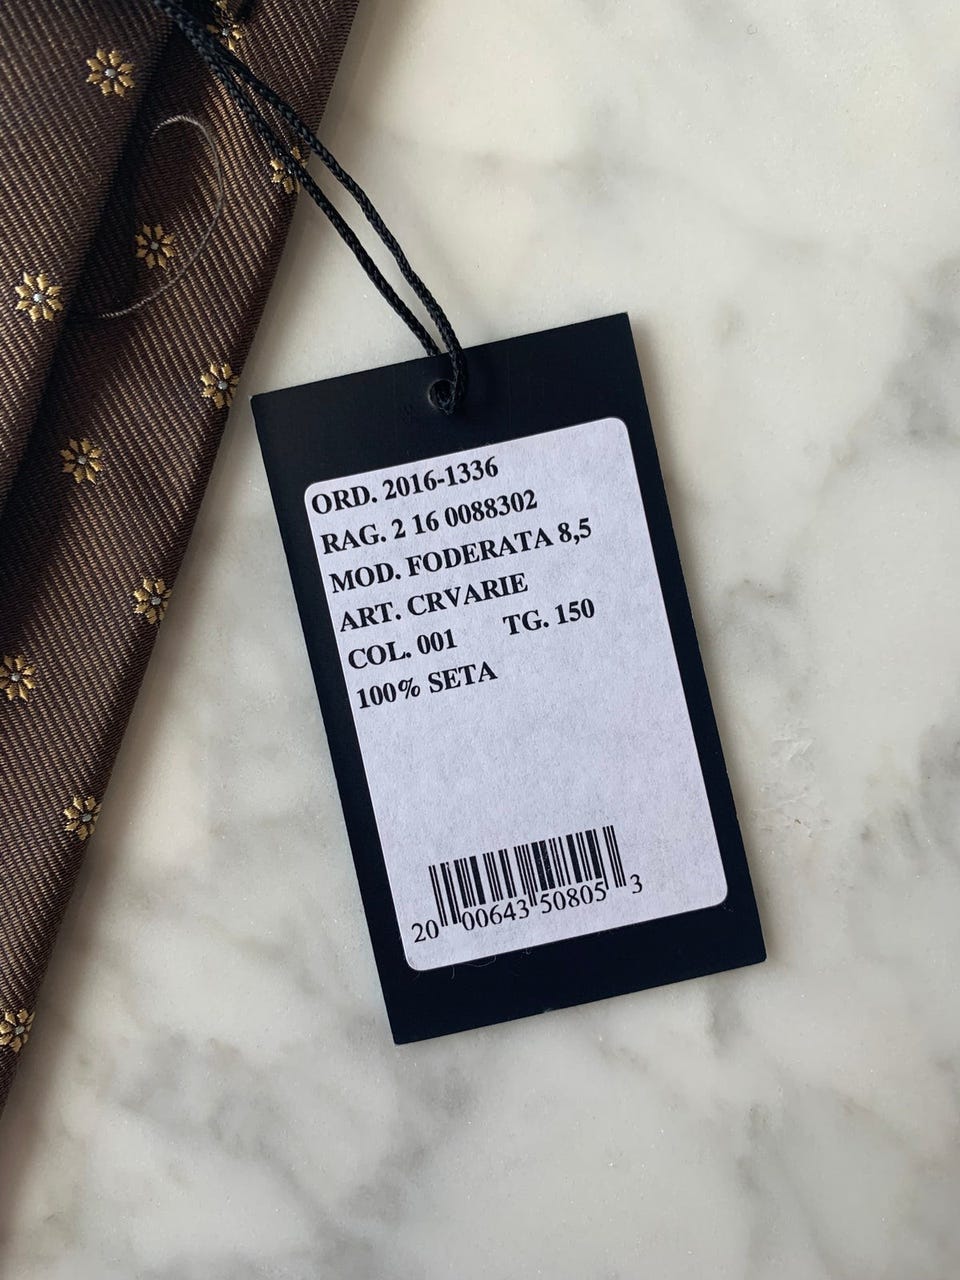 ORD. 2016-1336
RAG. 2 16 0088302
MOD. FODERATA 8,5
ART. CRVARIE
COL. 001 TG. 150
100% SETA
20 00643 50805 3